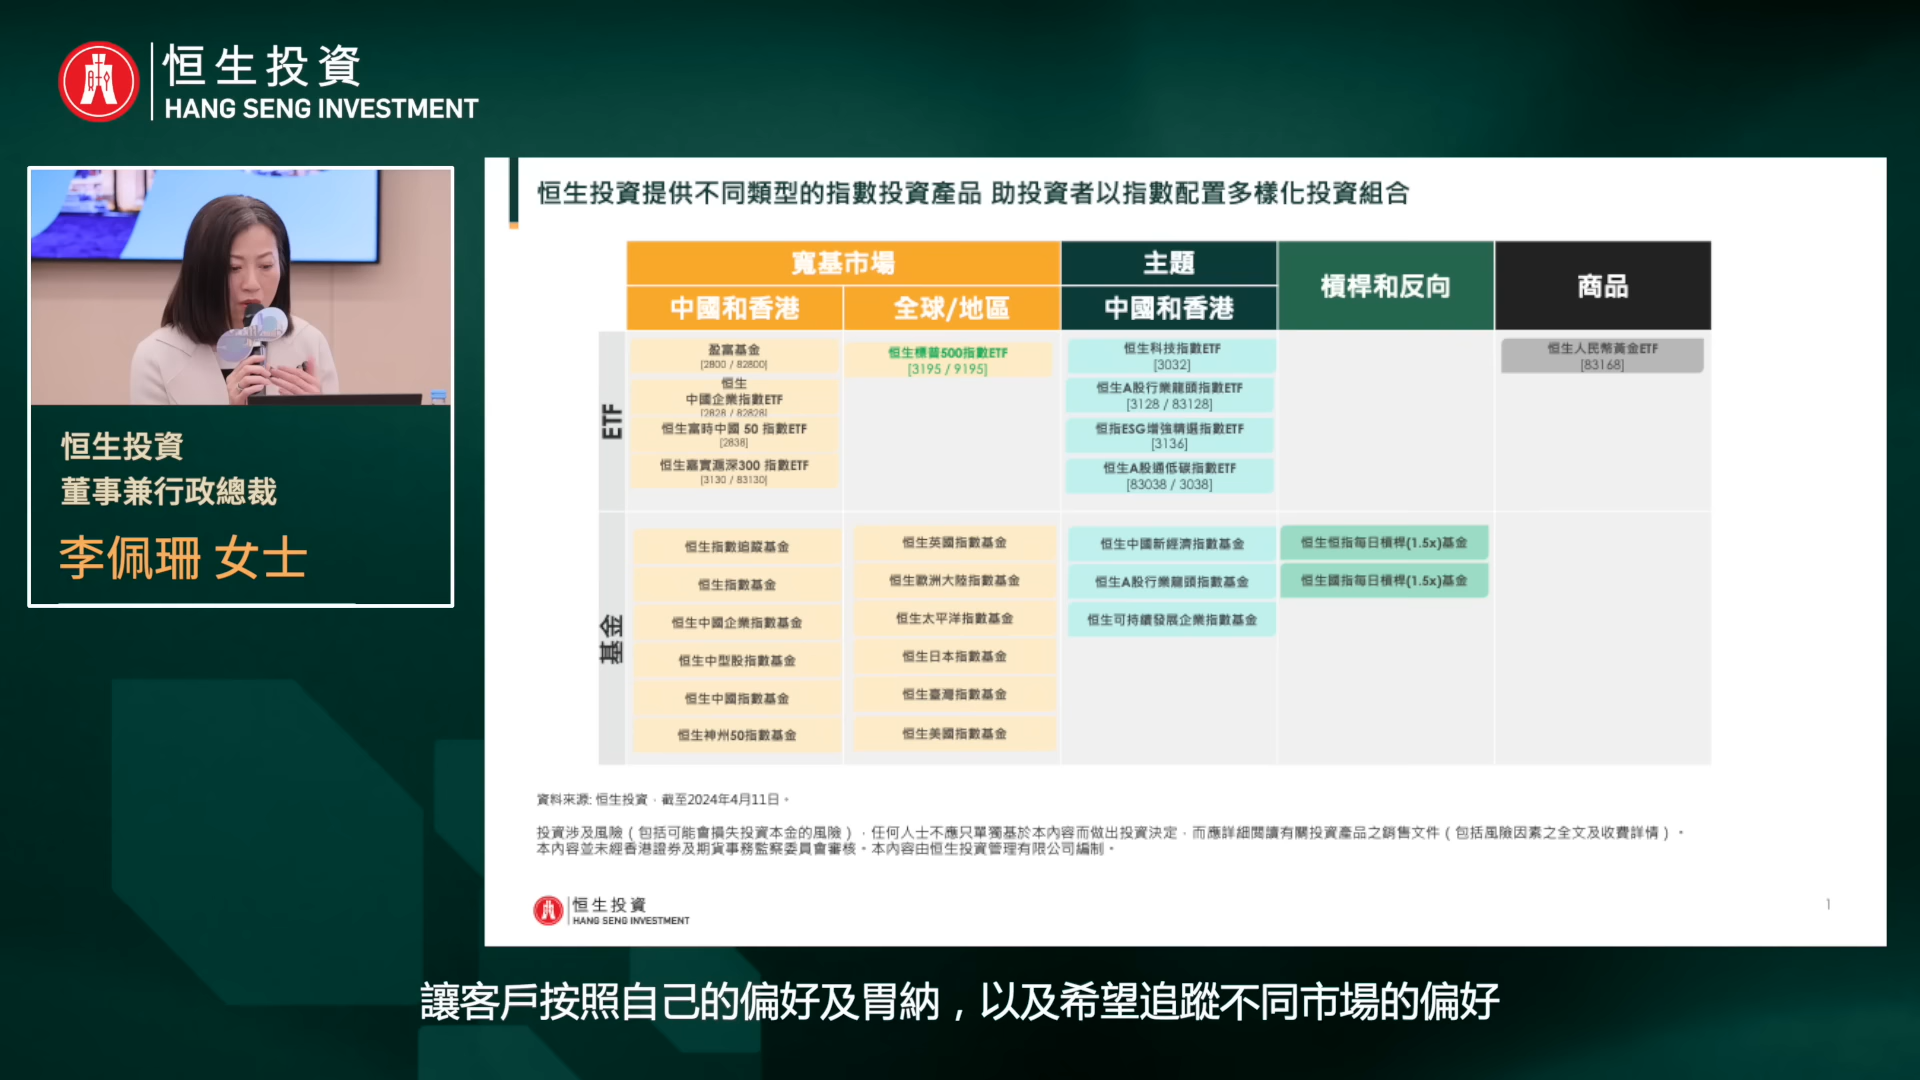 恒生投資
HANG SENG INVESTMENT
恒生投資
董事兼行政總裁
李佩珊 女士
恒生投資提供不同類型的指數投資產品 助投資者以指數配置多樣化投資組合
寬基市場
主題
槓桿和反向
商品
中國和香港
全球/地區
中國和香港
ETF
盈富基金
[2800 / 82800]
恒生
中國企業指數ETF
[2828 / 82828]
恒生富時中國 50 指數ETF
[2838]
恒生嘉實滬深300 指數ETF
[3130 / 83130]
恒生標普500指數ETF
[3195 / 9195]
恒生科技指數ETF
[3032]
恒生A股行業龍頭指數ETF
[3128 / 83128]
恒指ESG增強精選指數ETF
[3136]
恒生A股通低碳指數ETF
[83038 / 3038]
恒生人民幣黃金ETF
[83168]
基金
恒生指數追蹤基金
恒生指數基金
恒生中國企業指數基金
恒生中型股指數基金
恒生中國指數基金
恒生神州50指數基金
恒生英國指數基金
恒生歐洲大陸指數基金
恒生太平洋指數基金
恒生日本指數基金
恒生臺灣指數基金
恒生美國指數基金
恒生中國新經濟指數基金
恒生A股行業龍頭指數基金
恒生可持續發展企業指數基金
恒生恒指每日槓桿(1.5x)基金
恒生國指每日槓桿(1.5x)基金
資料來源: 恒生投資，截至2024年4月11日。
投資涉及風險（包括可能會損失投資本金的風險），任何人士不應只單獨基於本內容而做出投資決定，而應詳細閱讀有關投資產品之銷售文件（包括風險因素之全文及收費詳情）。
本內容並未經香港證券及期貨事務監察委員會審核。本內容由恒生投資管理有限公司編制。
恒生投資
HANG SENG INVESTMENT
1
讓客戶按照自己的偏好及胃納，以及希望追蹤不同市場的偏好